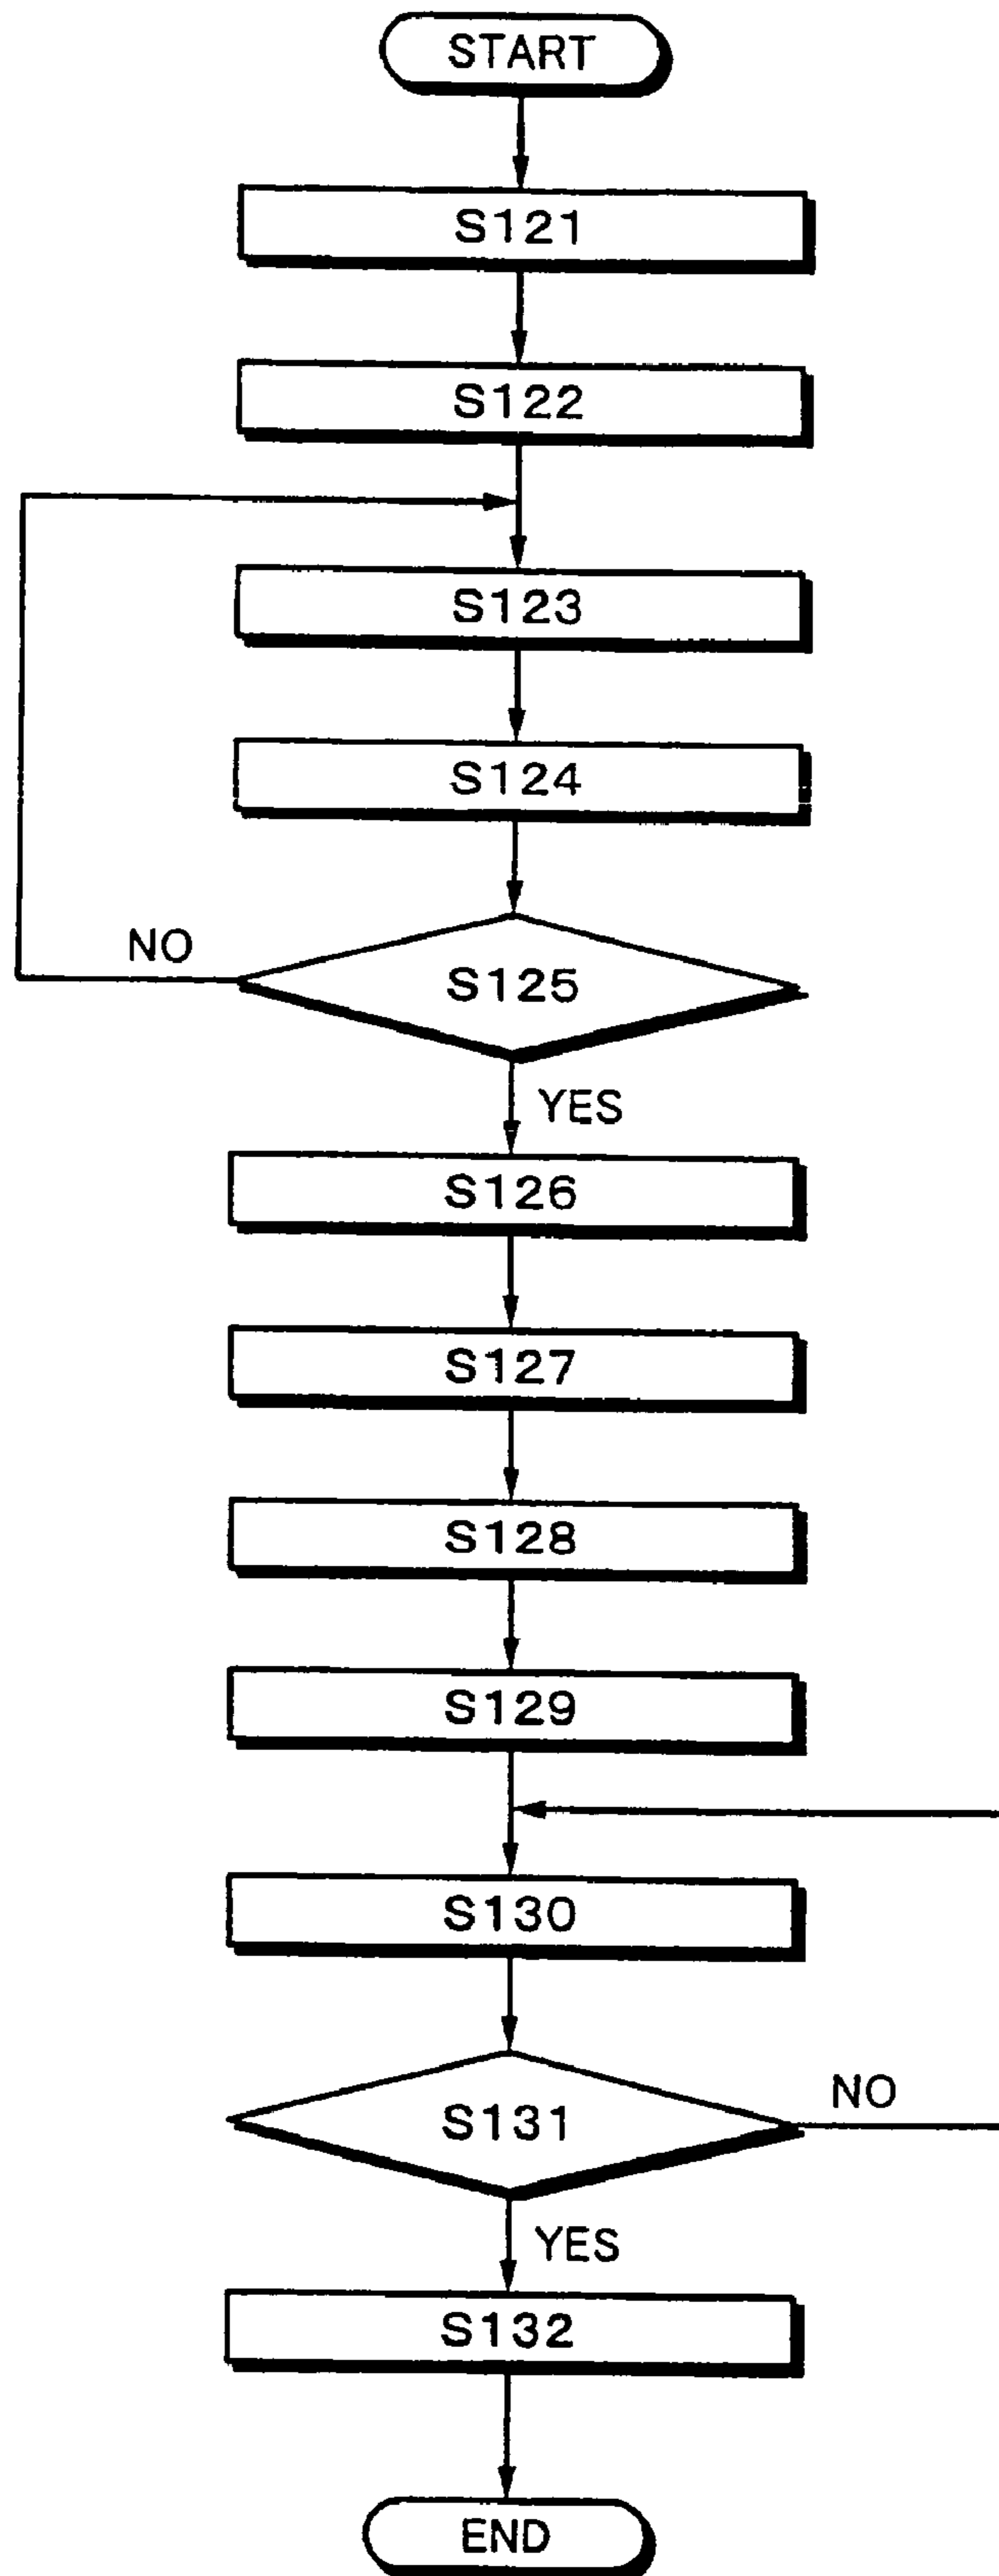 START
S121
S122
S123
S124
S125
NO
YES
S126
S127
S128
S129
S130
S131
NO
YES
S132
END